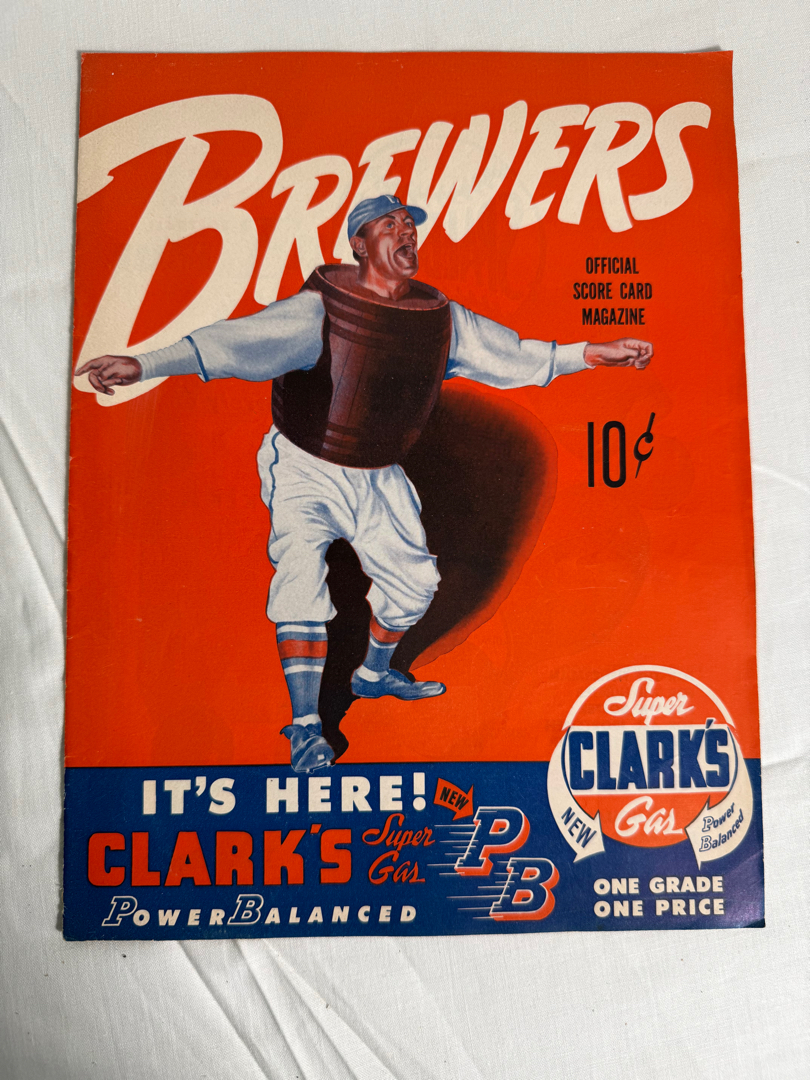 BREWERS
OFFICIAL
SCORE CARD
MAGAZINE
10¢
IT'S HERE!
NEW
CLARK'S
Super
Gas
PB
POWER BALANCED
Super
CLARK'S
Gas
NEW
Power
Balanced
ONE GRADE
ONE PRICE